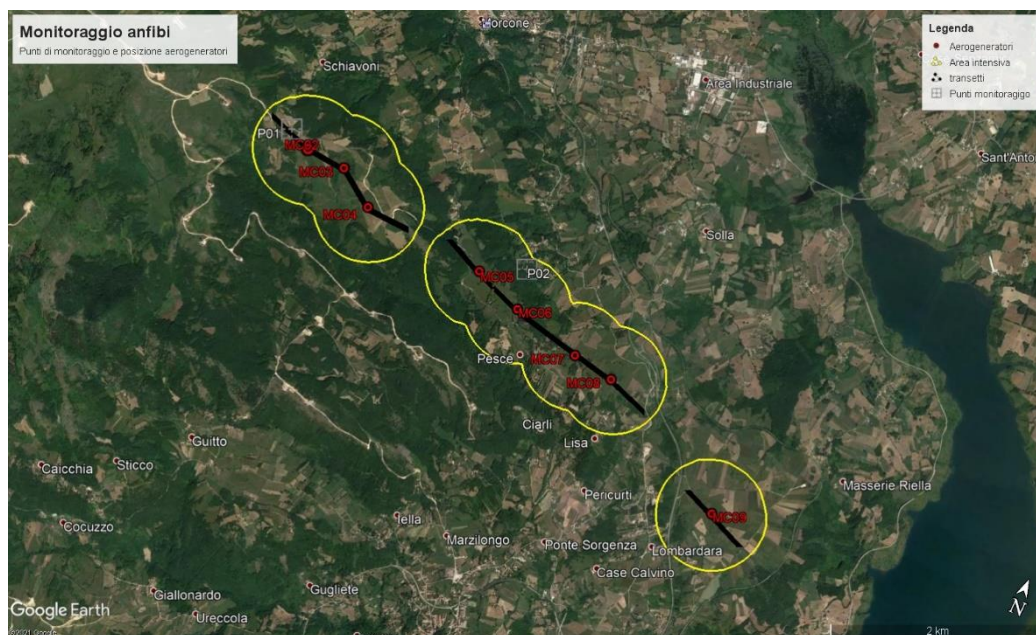 Monitoraggio anfibi
Punti di monitoraggio e posizione aerogeneratori
Legenda
Aerogeneratori
Area intensiva
transetti
Punti monitoragigo
Morcone
Schiavoni
Area Industriale
Sant'Anto
P01
MC03
MC04
Solla
MC05
P02
MC06
Pesce
MC07
MC08
Ciarli
Lisa
Guitto
Caicchia
Sticco
Pericurti
Masserie Riella
Cocuzzo
Iella
MC09
Marzilongo
Ponte Sorgenza
Lombardara
Case Calvino
Giallonardo
Gugliete
Ureccola
Google Earth
N
2 km